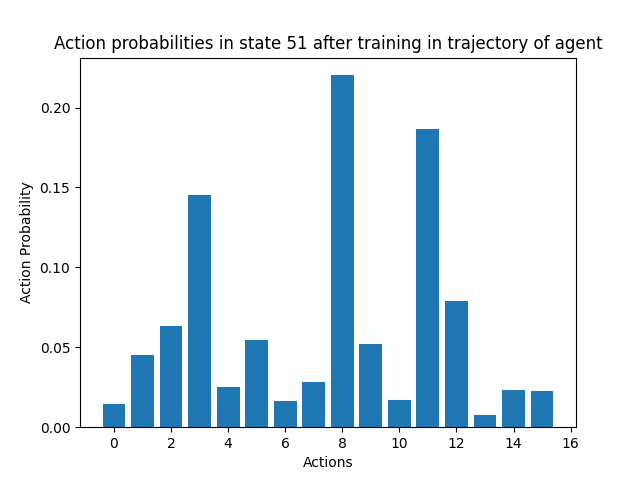 Action probabilities in state 51 after training in trajectory of agent
Action Probability
0.20
0.15
0.10
0.05
0.00
0 2 4 6 8 10 12 14 16
Actions